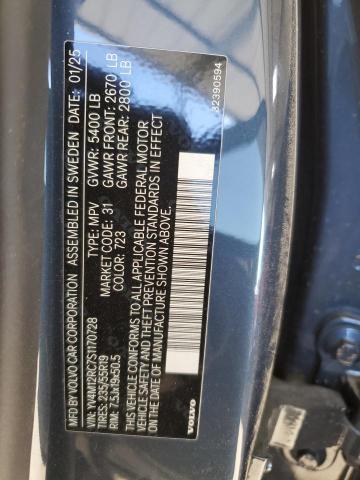 MFD BY: VOLVO CAR CORPORATION ASSEMBLED IN SWEDEN DATE: 01/25
VIN: YV4M12RC7S1170728 TYPE: MPV GVWR: 5400 LB
TIRES: 235/55R19 MARKET: 31 GAWR FRONT: 2670 LB
RIM: 7.5Jx19x50.5 COLOR: 723 GAWR REAR: 2800 LB
VEHICLE CONFORMS TO ALL APPLICABLE FEDERAL MOTOR
VEHICLE SAFETY AND THEFT PREVENTION STANDARDS IN EFFECT
ON THE DATE OF MANUFACTURE SHOWN ABOVE
VOLVO
32390594